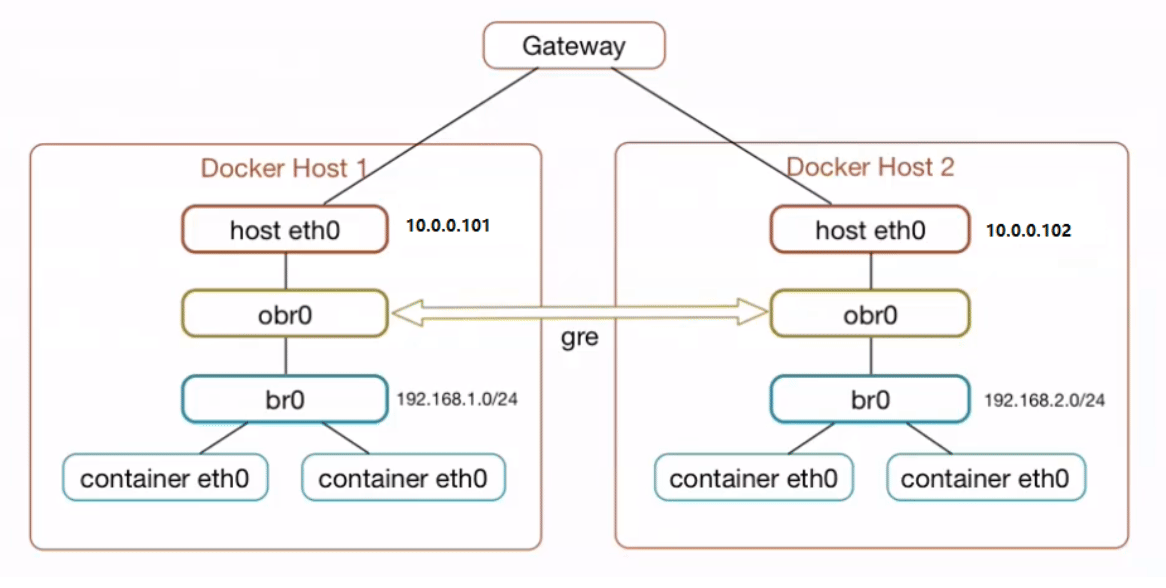 Gateway
Docker Host 1
Docker Host 2
host eth0
10.0.0.101
host eth0
10.0.0.102
obr0
gre
obr0
br0
192.168.1.0/24
br0
192.168.2.0/24
container eth0
container eth0
container eth0
container eth0